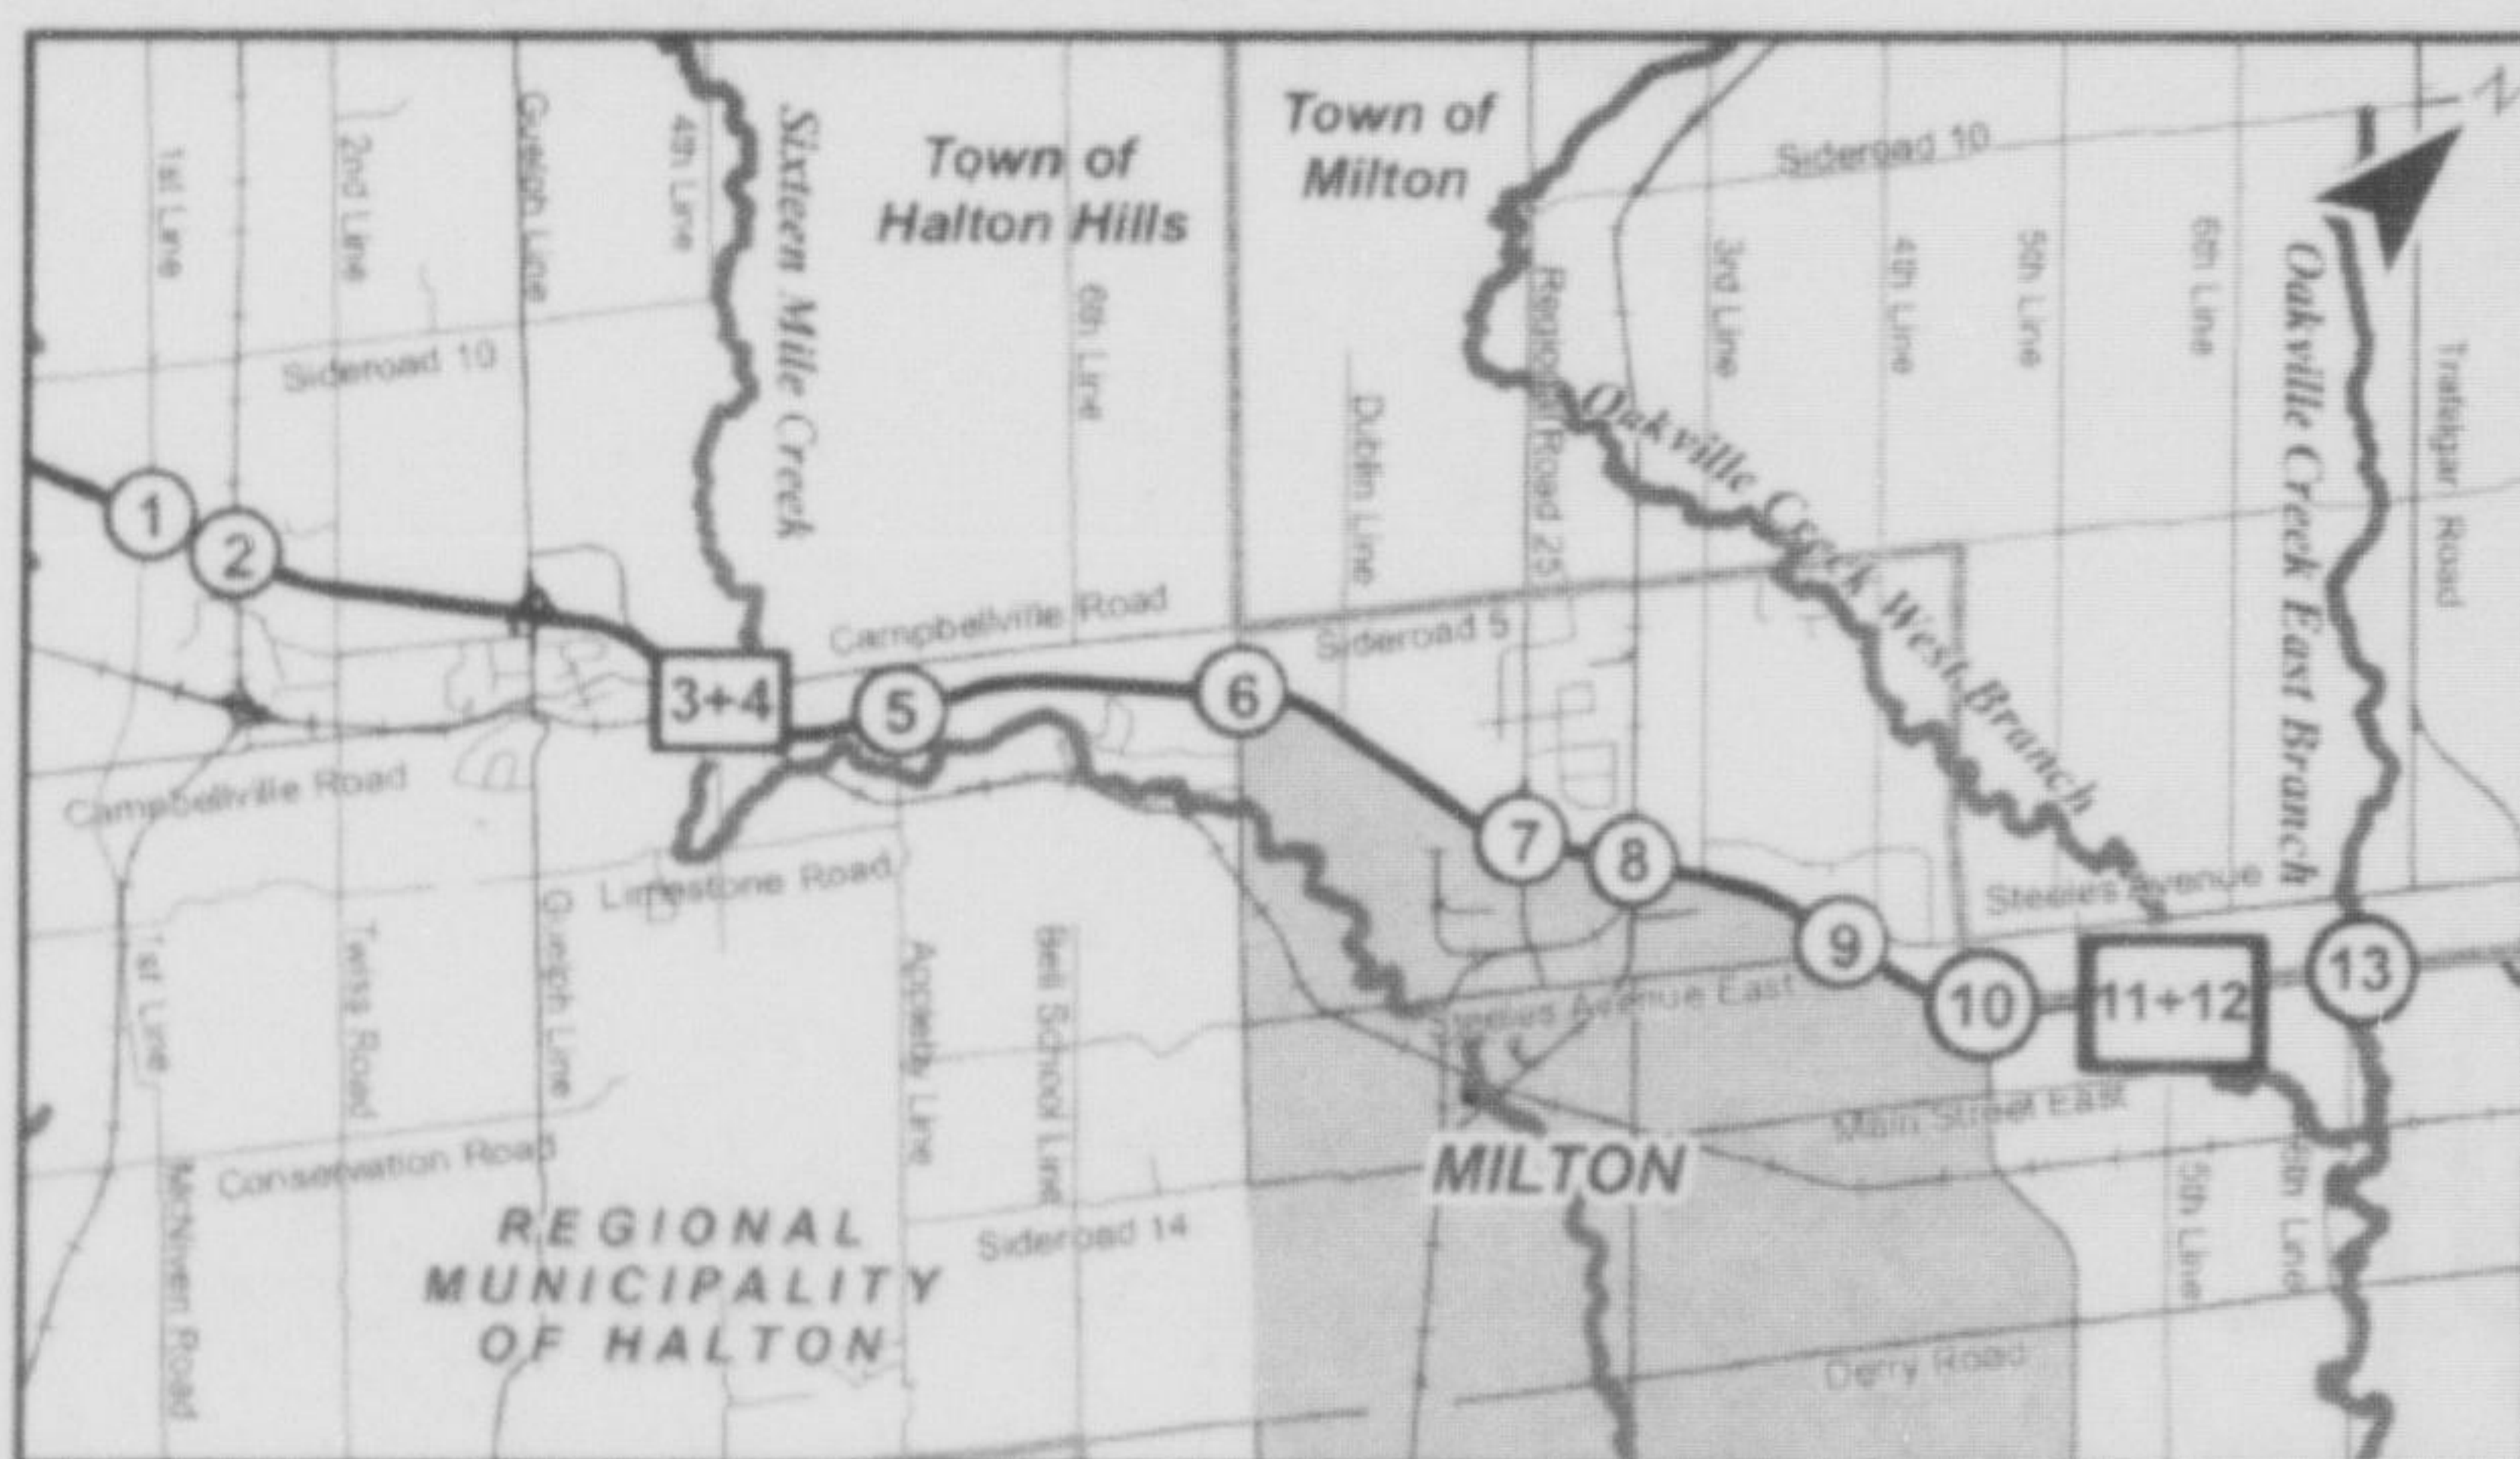 Town of
Halton Hills
Town of
Milton
N
1st Line
2nd Line
Guelph Line
4th Line
Sixteen Mile Creek
6th Line
Dublin Line
Regional Road 25
3rd Line
4th Line
5th Line
6th Line
Oakville Creek East Branch
Trafalgar Road
Sideroad 10
Sideroad 10
Oakville Creek West Branch
1
2
3+4
5
6
7
8
9
10
11+12
13
Campbellville Road
Sideroad 5
Campbellville Road
Limestone Road
Steeles Avenue
Steeles Avenue East
1st Line
Twiss Road
Guelph Line
Appleby Line
Bell School Line
Main Street East
MILTON
Conservation Road
McNiven Road
Sideroad 14
5th Line
6th Line
REGIONAL
MUNICIPALITY
OF HALTON
Derry Road